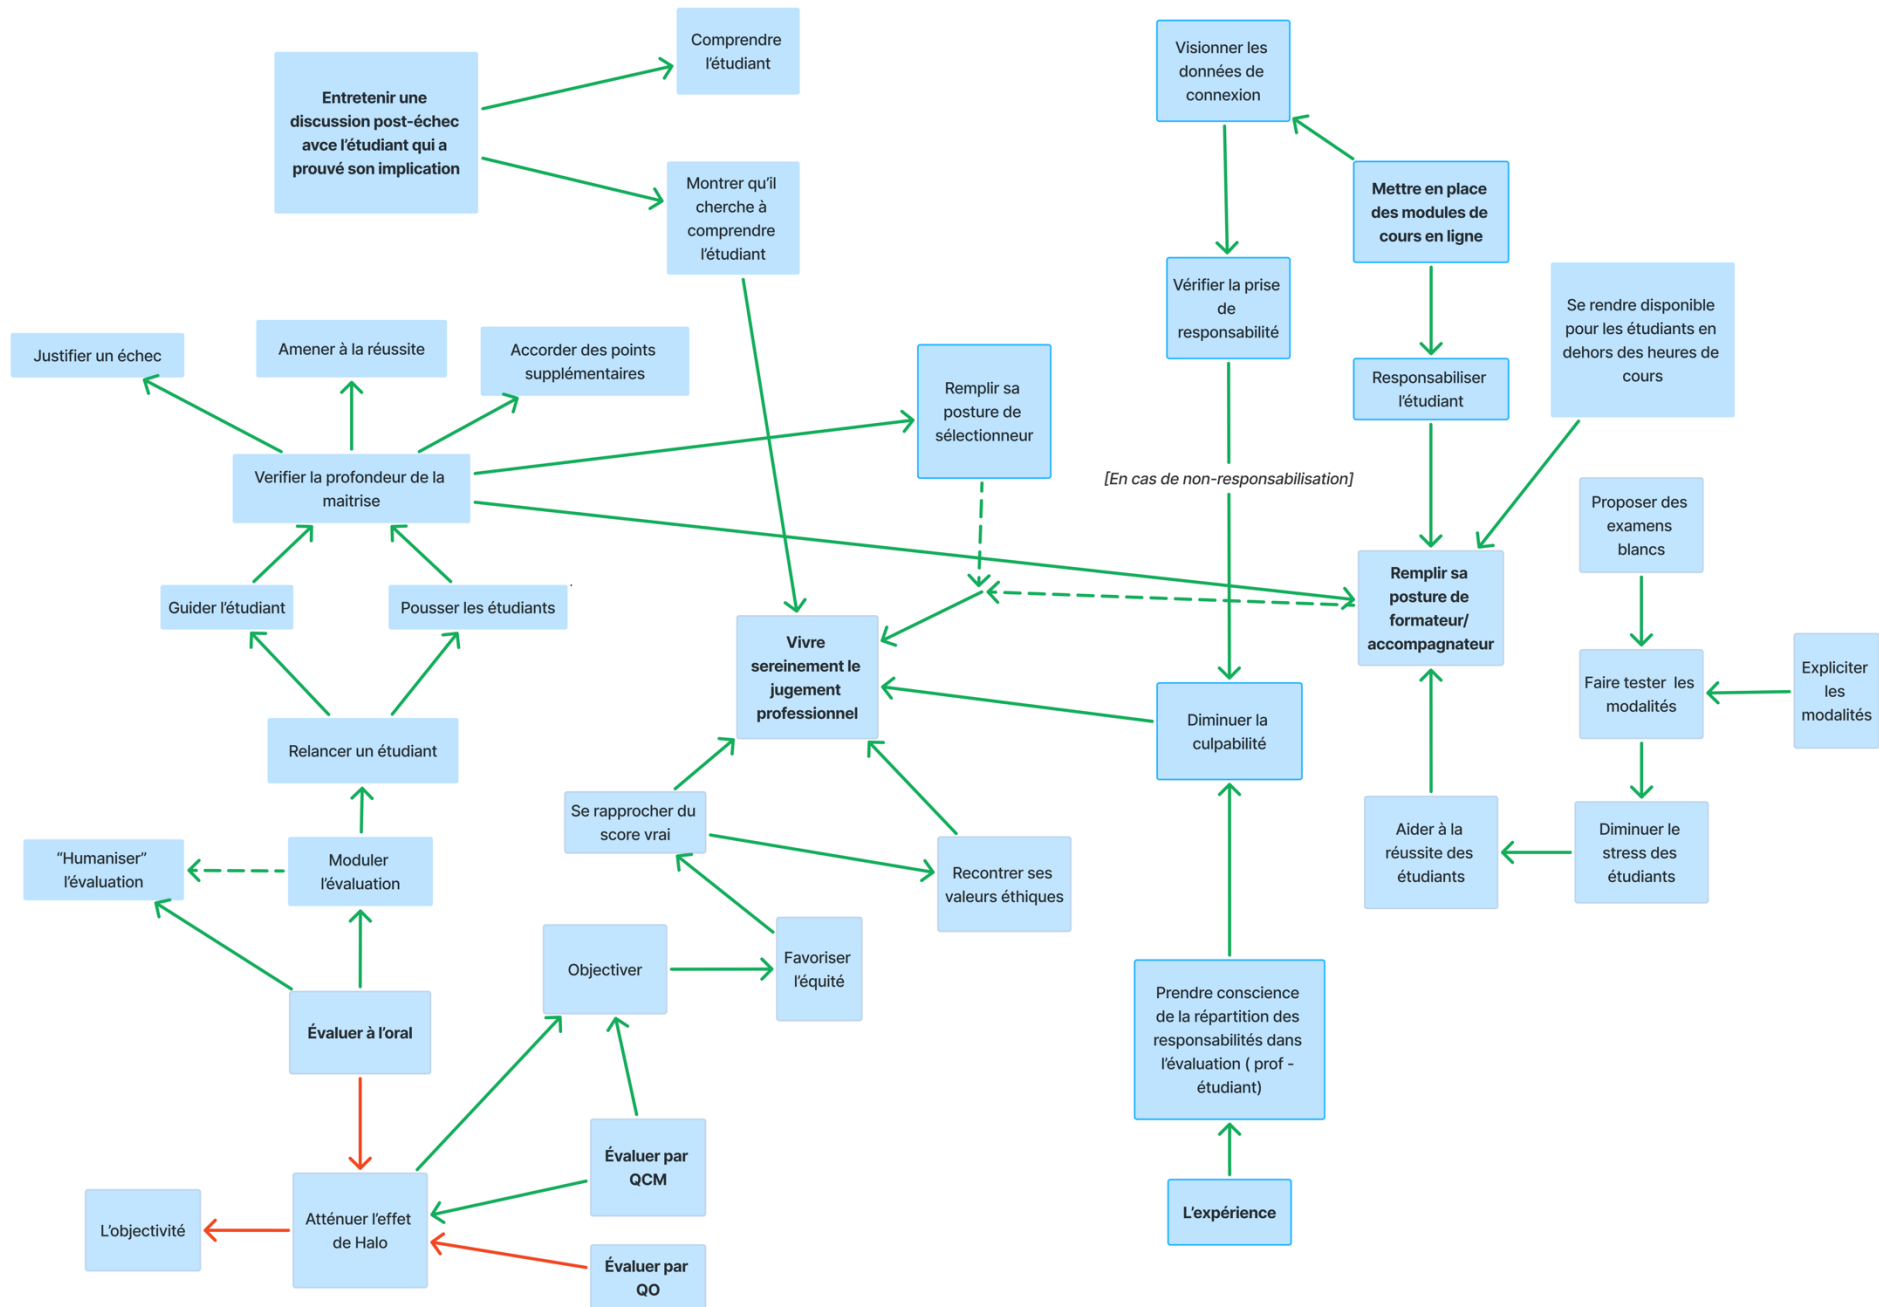 Comprendre
l'étudiant
Entretenir une
discussion post-échec
avce l'étudiant qui a
prouvé son implication
Montrer qu'il
cherche à
comprendre
l'étudiant
Visionner les
données de
connexion
Mettre en place
des modules de
cours en ligne
Vérifier la prise
de
responsabilité
Se rendre disponible
pour les étudiants en
dehors des heures de
cours
Responsabiliser
l'étudiant
Justifier un échec
Amener à la réussite
Accorder des points
supplémentaires
Remplir sa
posture de
sélectionneur
Verifier la profondeur de la
maitrise
[En cas de non-responsabilisation]
Proposer des
examens
blancs
Guider l'étudiant
Pousser les étudiants
Remplir sa
posture de
formateur/
accompagnateur
Vivre
sereinement le
jugement
professionnel
Faire tester les
modalités
Expliciter
les
modalités
Relancer un étudiant
Diminuer la
culpabilité
Se rapprocher du
score vrai
Recontrer ses
valeurs éthiques
Aider à la
réussite des
étudiants
Diminuer le
stress des
étudiants
“Humaniser”
l'évaluation
Moduler
l'évaluation
Objectiver
Favoriser
l'équité
Évaluer à l'oral
Prendre conscience
de la répartition des
responsabilités dans
l'évaluation ( prof -
étudiant)
Évaluer par
QCM
L'expérience
L'objectivité
Atténuer l'effet
de Halo
Évaluer par
QO